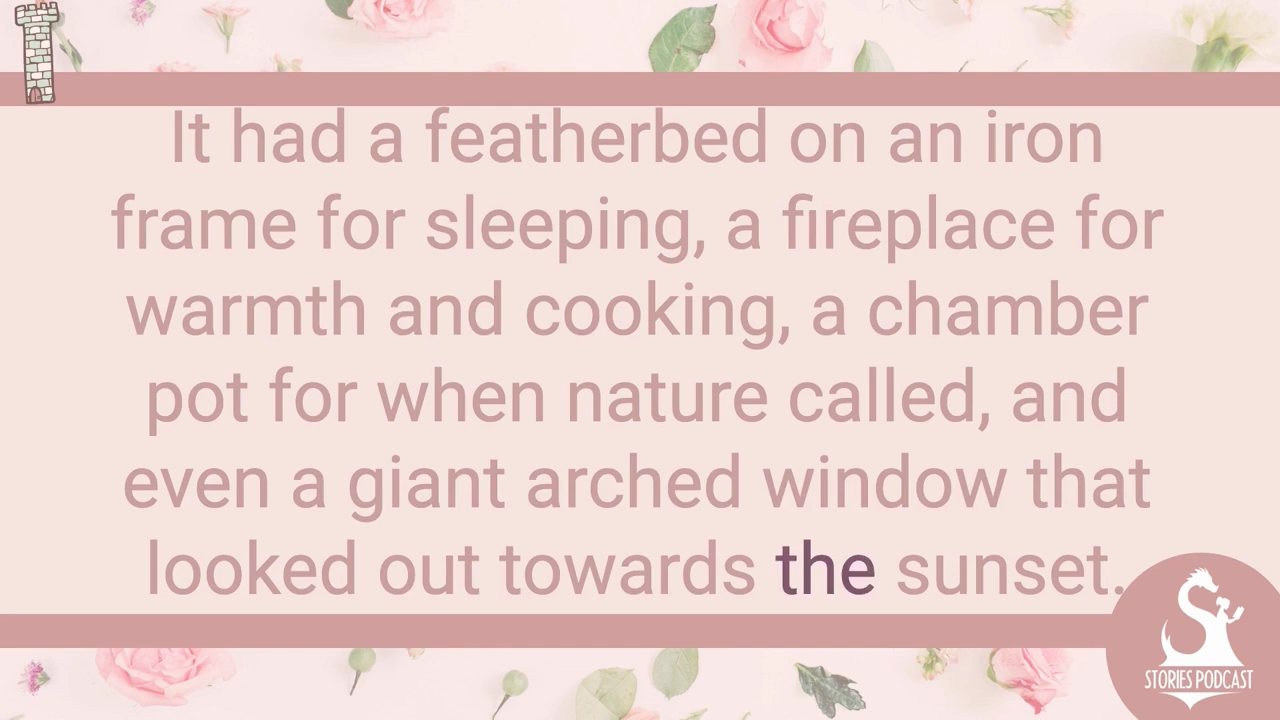 It had a featherbed on an iron
frame for sleeping, a fireplace for
warmth and cooking, a chamber
pot for when nature called, and
even a giant arched window that
looked out towards the sunset.
STORIES PODCAST